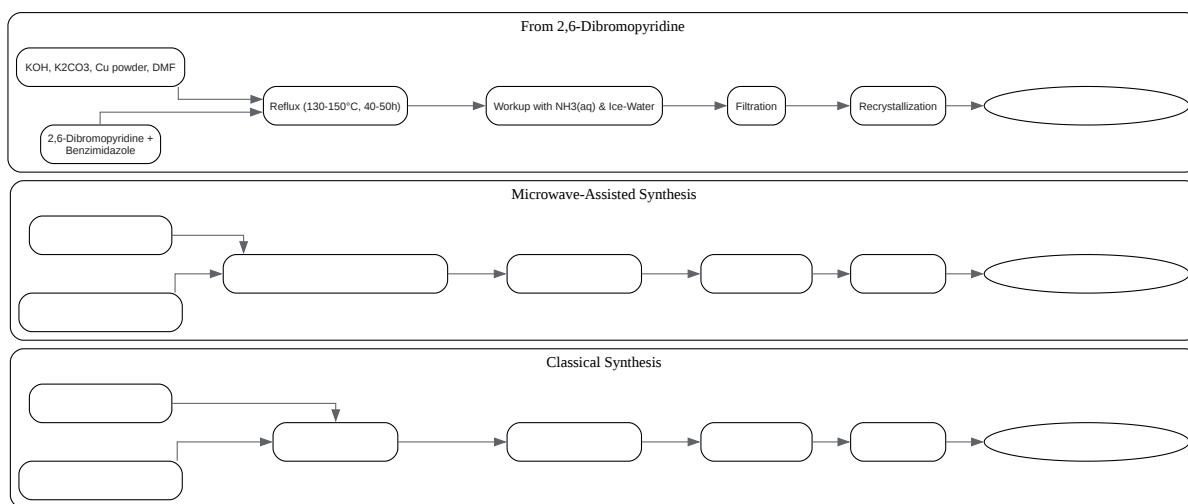 From 2,6-Dibromopyridine
KOH, K2CO3, Cu powder, DMF
Reflux (130-150°C, 40-50h)
Workup with NH3(aq) & Ice-Water
Filtration
Recrystallization
2,6-Dibromopyridine +
Benzimidazole
Microwave-Assisted Synthesis
Classical Synthesis